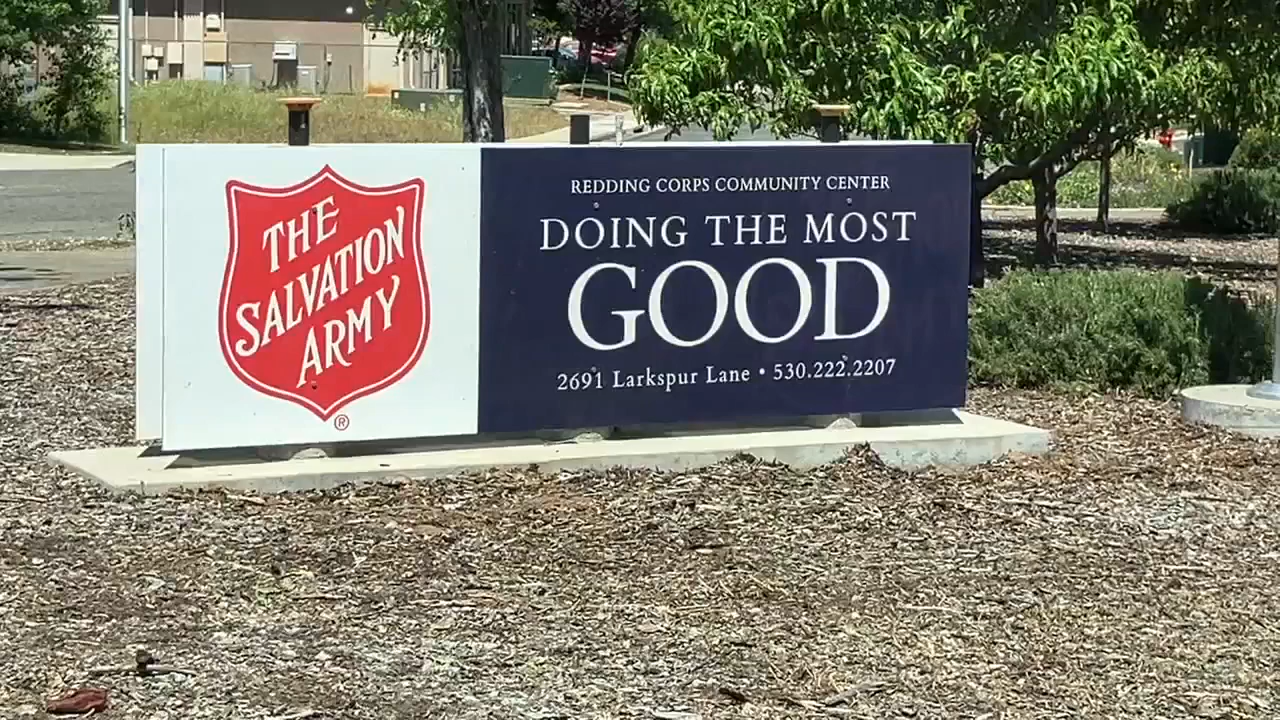 THE
SALVATION
ARMY
®
REDDING CORPS COMMUNITY CENTER
DOING THE MOST
GOOD
2691 Larkspur Lane • 530.222.2207